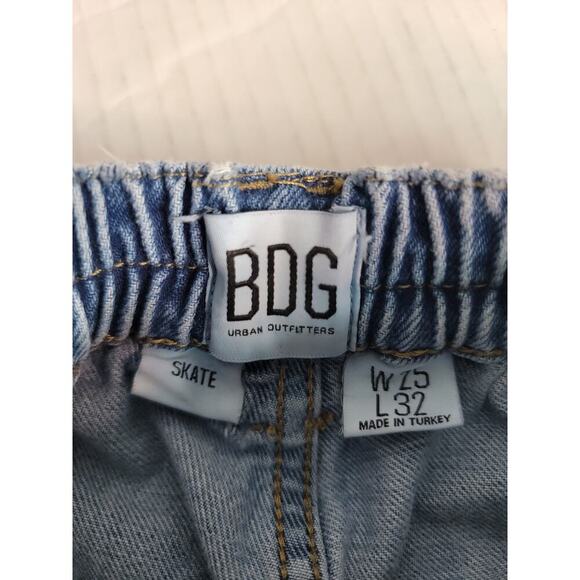 BDG
URBAN OUTFITTERS
SKATE
W25
L32
MADE IN TURKEY